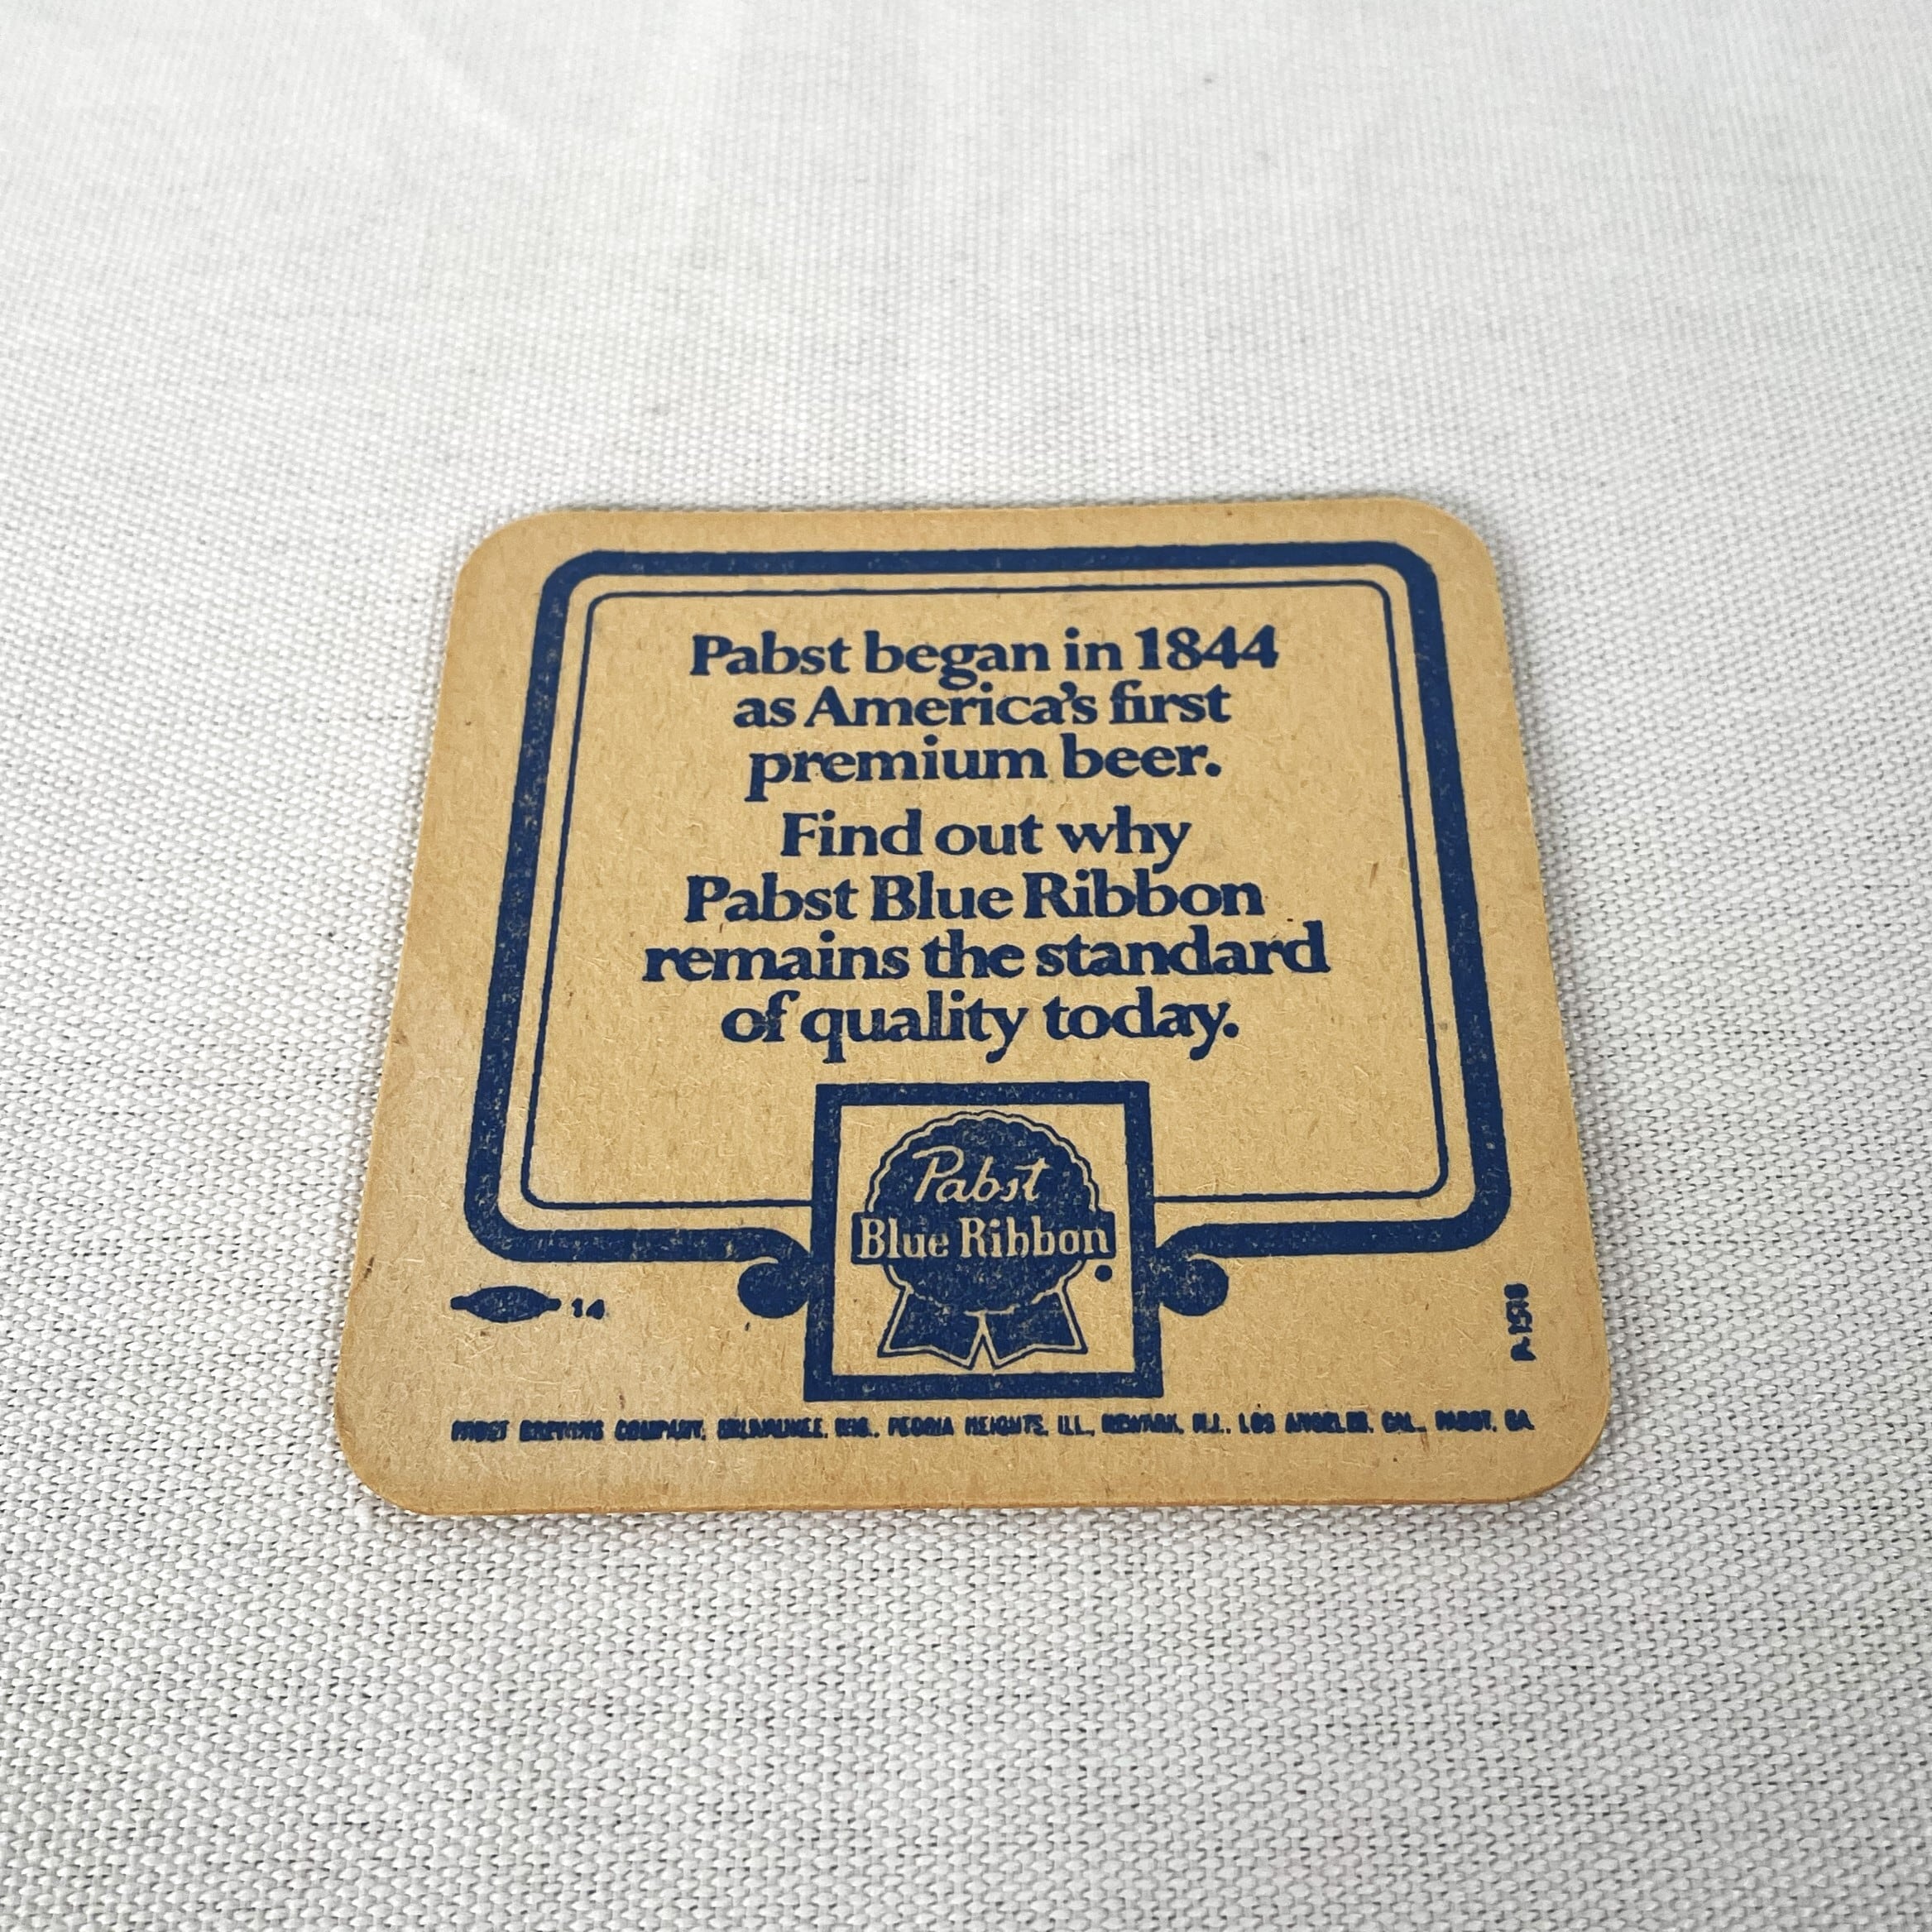 Pabst began in 1844
as America's first
premium beer.
Find out why
Pabst Blue Ribbon
remains the standard
of quality today.
Pabst
Blue Ribbon
14
PABST BREWING COMPANY, MILWAUKEE, WIS., PEORIA HEIGHTS, ILL., NEWARK, N.J., LOS ANGELES, CAL., PABST, GA.